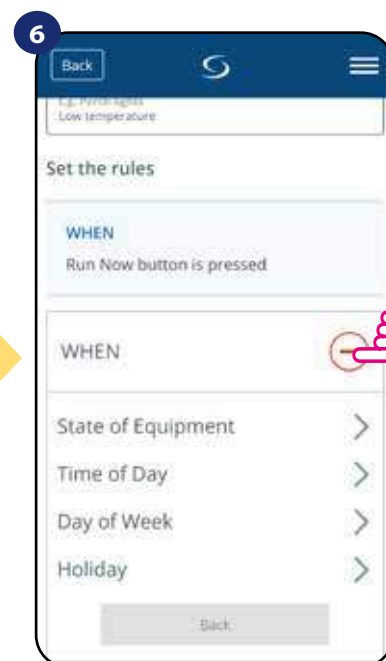 6
Back
Low temperature
Set the rules
WHEN
Run Now button is pressed
WHEN
State of Equipment
Time of Day
Day of Week
Holiday
Back